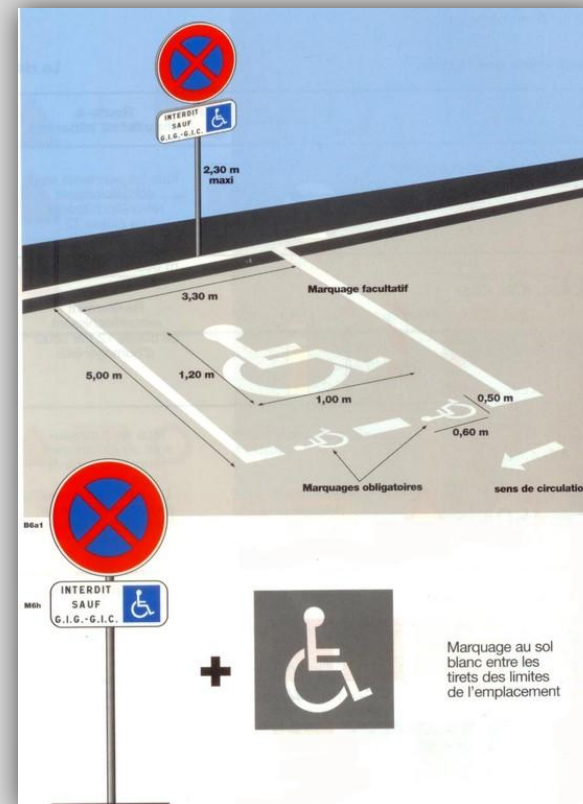 INTERDIT
SAUF
G.I.G.-G.I.C.
2,30 m
maxi
3,30 m
Marquage facultatif
5,00 m
1,20 m
1,00 m
0,50 m
0,60 m
Marquages obligatoires
sens de circulatio
B6a1
M6h
INTERDIT
SAUF
G.I.G.-G.I.C.
+
Marquage au sol
blanc entre les
tirets des limites
de l'emplacement